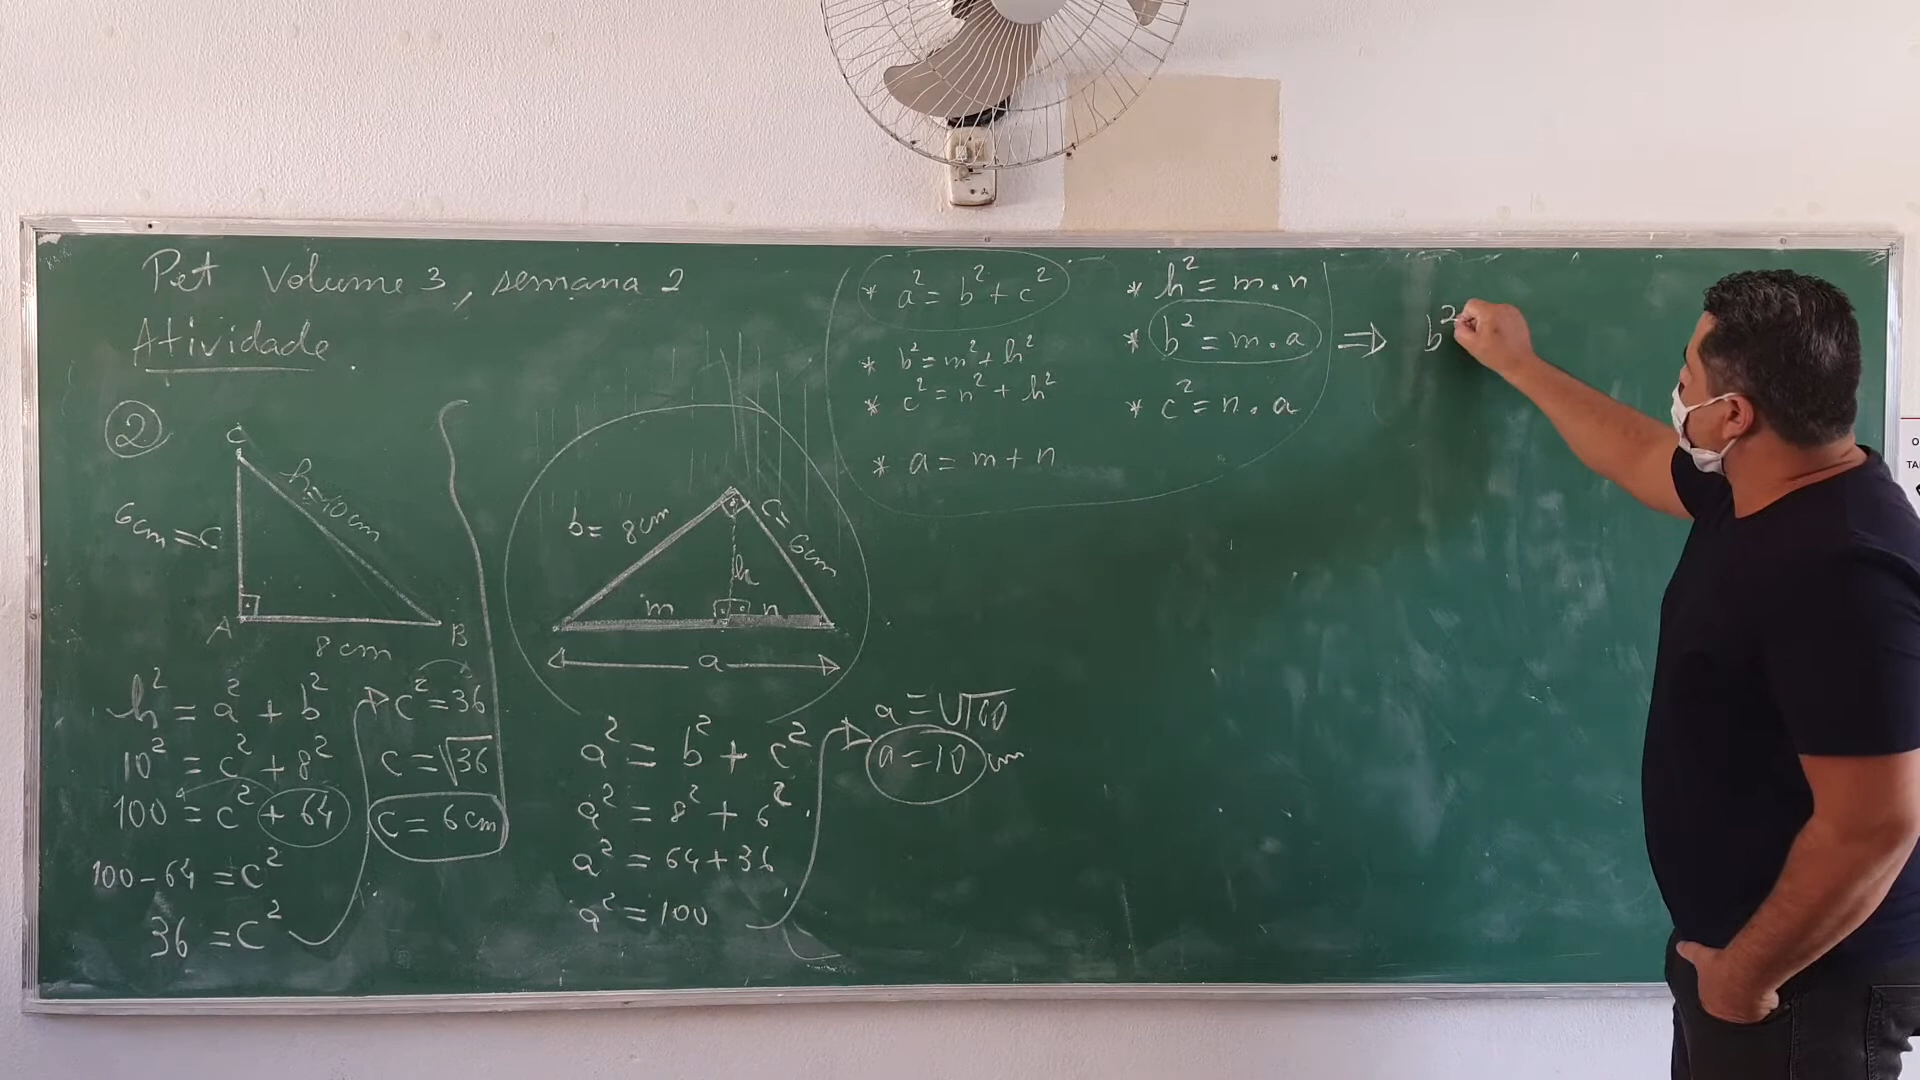 Pet Volume 3, semana 2
Atividade
2
C
6cm = C
h=10cm
A
8cm
B
h² = a² + b²
10² = c² + 8²
100 = c² + 64
100-64 = c²
36 = c²
c² = 36
c = √36
c = 6cm
b= 8cm
c= 6cm
h
m
n
a
a² = b² + c²
a² = 8² + 6²
a² = 64+36
a² = 100
a = √100
a = 10 cm
* a² = b² + c²
* b² = m² + h²
* c² = n² + h²
* a = m + n
* h² = m.n
* b² = m.a ⇒ b²
* c² = n.a